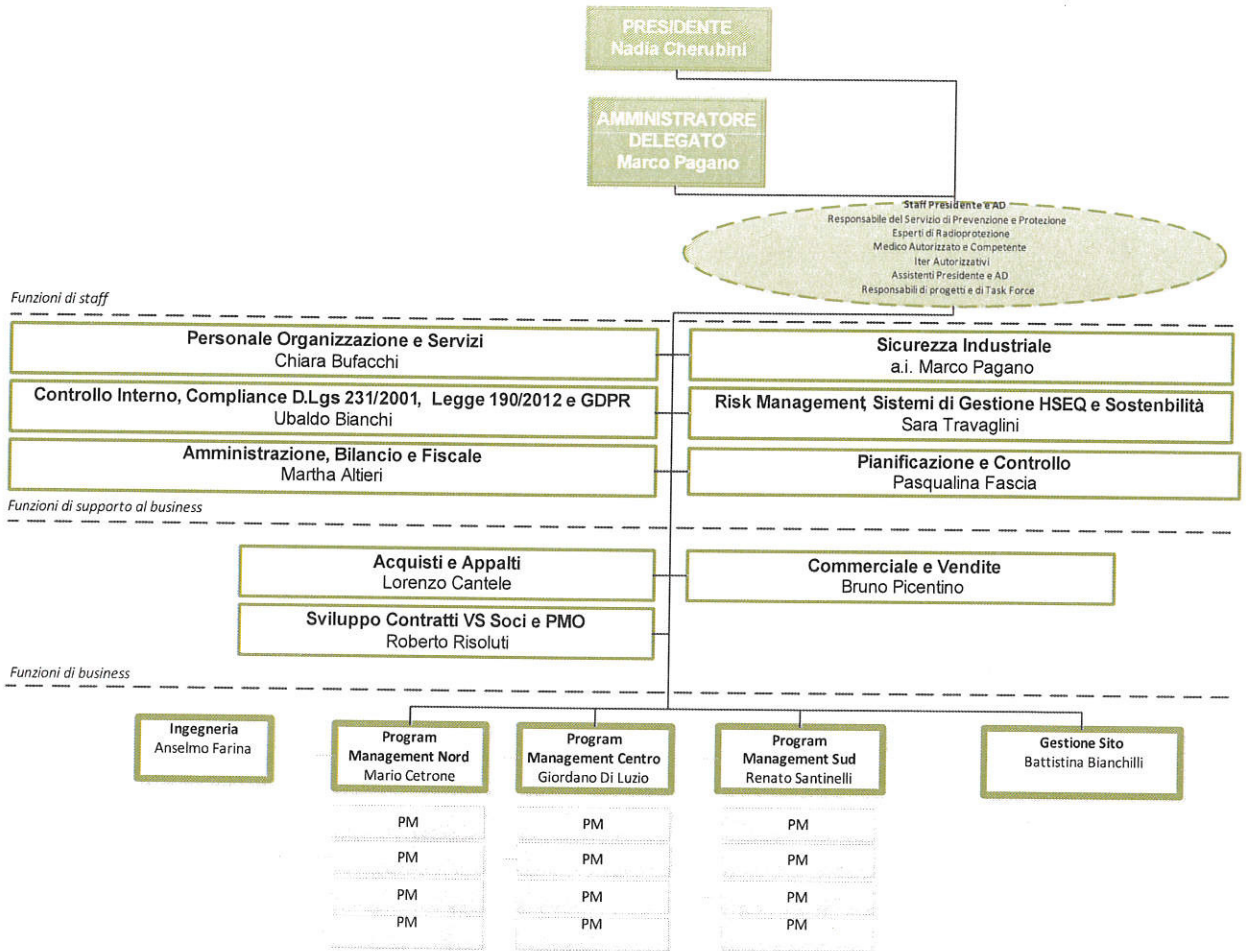 PRESIDENTE
Nadia Cherubini
AMMINISTRATORE
DELEGATO
Marco Pagano
Staff Presidente e AD
Responsabile del Servizio di Prevenzione e Protezione
Esperti di Radioprotezione
Medico Autorizzato e Competente
Iter Autorizzativi
Assistenti Presidente e AD
Responsabili di progetti e di Task Force
Funzioni di staff
Personale Organizzazione e Servizi
Chiara Bufacchi
Sicurezza Industriale
a.i. Marco Pagano
Controllo Interno, Compliance D.Lgs 231/2001, Legge 190/2012 e GDPR
Ubaldo Bianchi
Risk Management, Sistemi di Gestione HSEQ e Sostenbilità
Sara Travaglini
Amministrazione, Bilancio e Fiscale
Martha Altieri
Pianificazione e Controllo
Pasqualina Fascia
Funzioni di supporto al business
Acquisti e Appalti
Lorenzo Cantele
Commerciale e Vendite
Bruno Picentino
Sviluppo Contratti VS Soci e PMO
Roberto Risoluti
Funzioni di business
Ingegneria
Anselmo Farina
Program
Management Nord
Mario Cetrone
Program
Management Centro
Giordano Di Luzio
Program
Management Sud
Renato Santinelli
Gestione Sito
Battistina Bianchilli
PM
PM
PM
PM
PM
PM
PM
PM
PM
PM
PM
PM